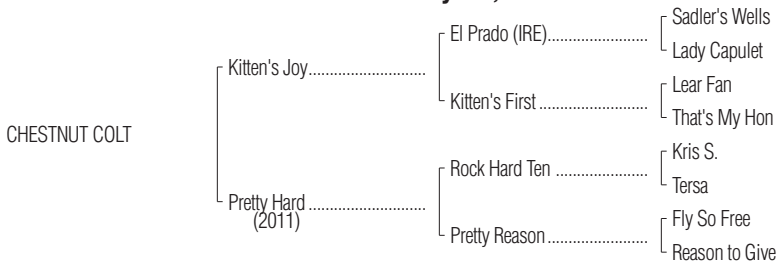 Sadler's Wells
El Prado (IRE)
Lady Capulet
Kitten's Joy
Lear Fan
Kitten's First
That's My Hon
CHESTNUT COLT
Kris S.
Rock Hard Ten
Tersa
Pretty Hard
(2011)
Fly So Free
Pretty Reason
Reason to Give